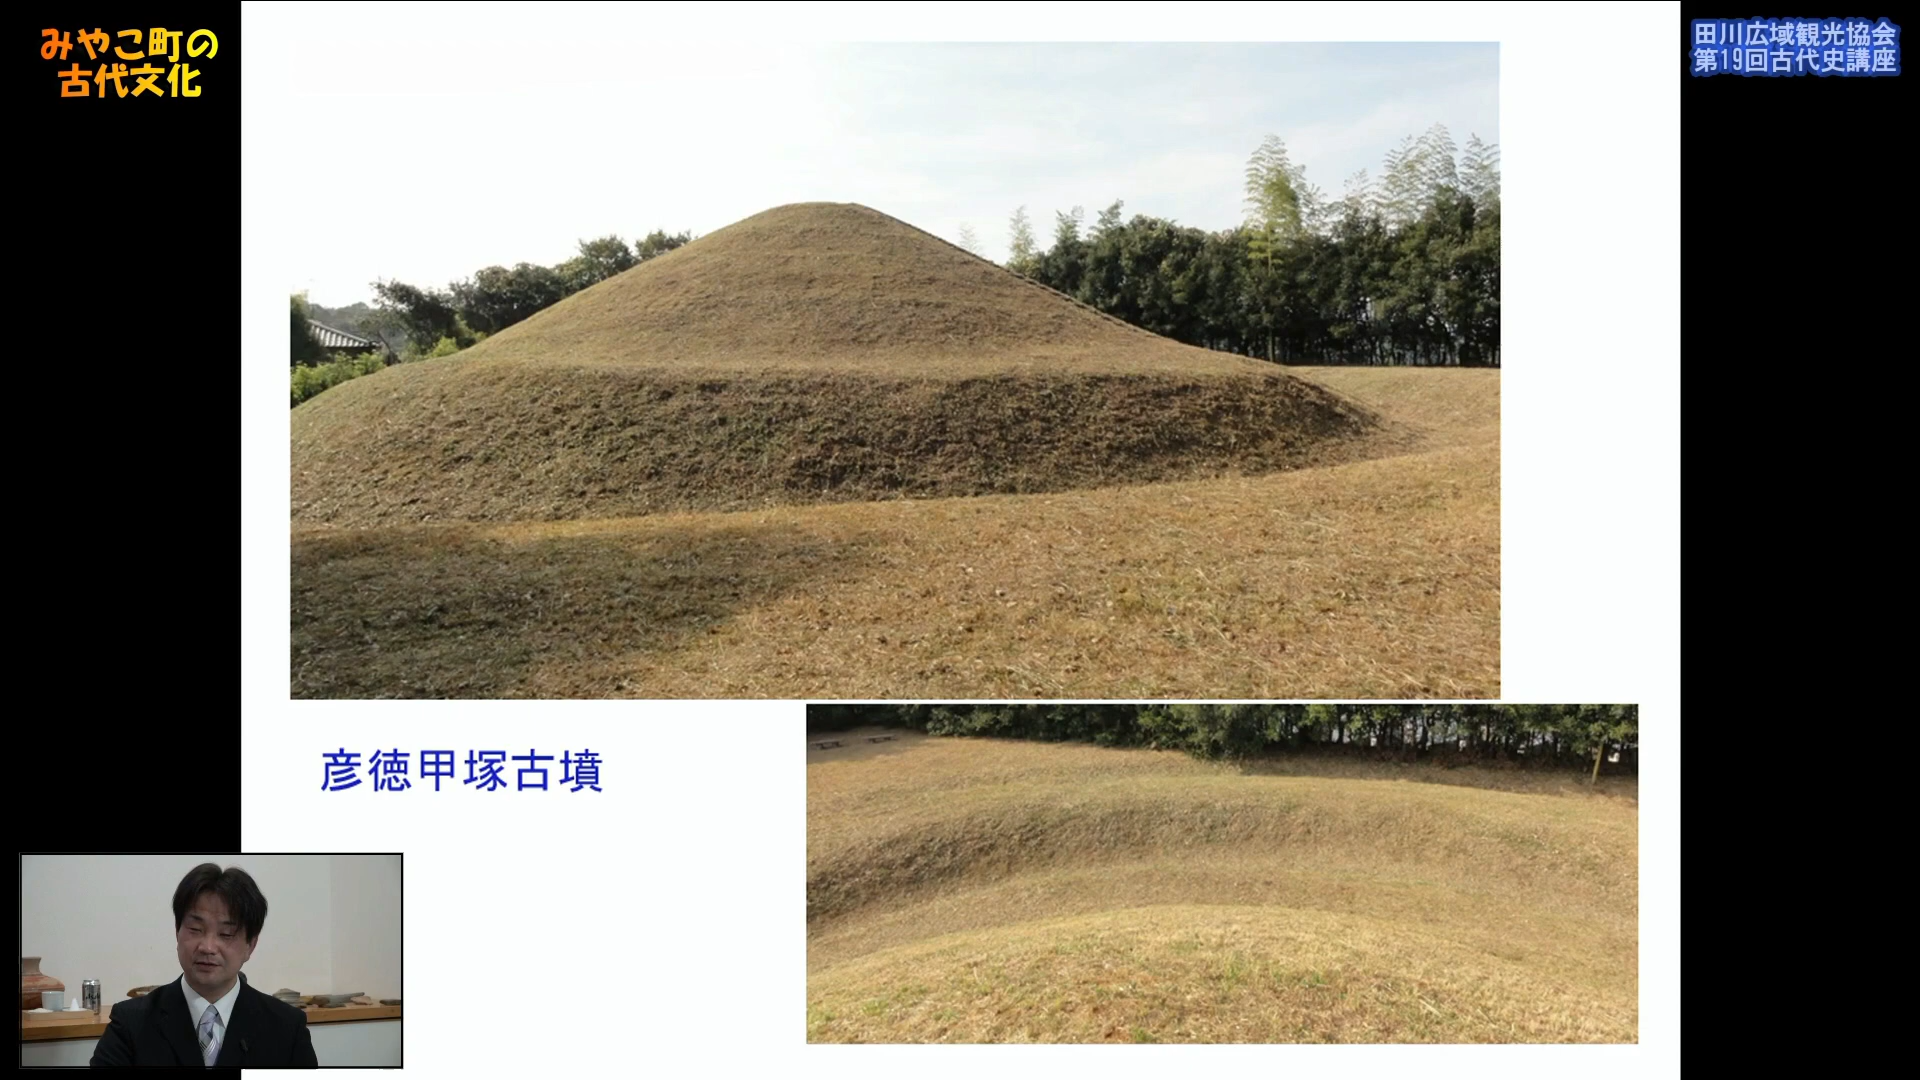 みやこ町の
古代文化
田川広域観光協会
第19回古代史講座
彦徳甲塚古墳